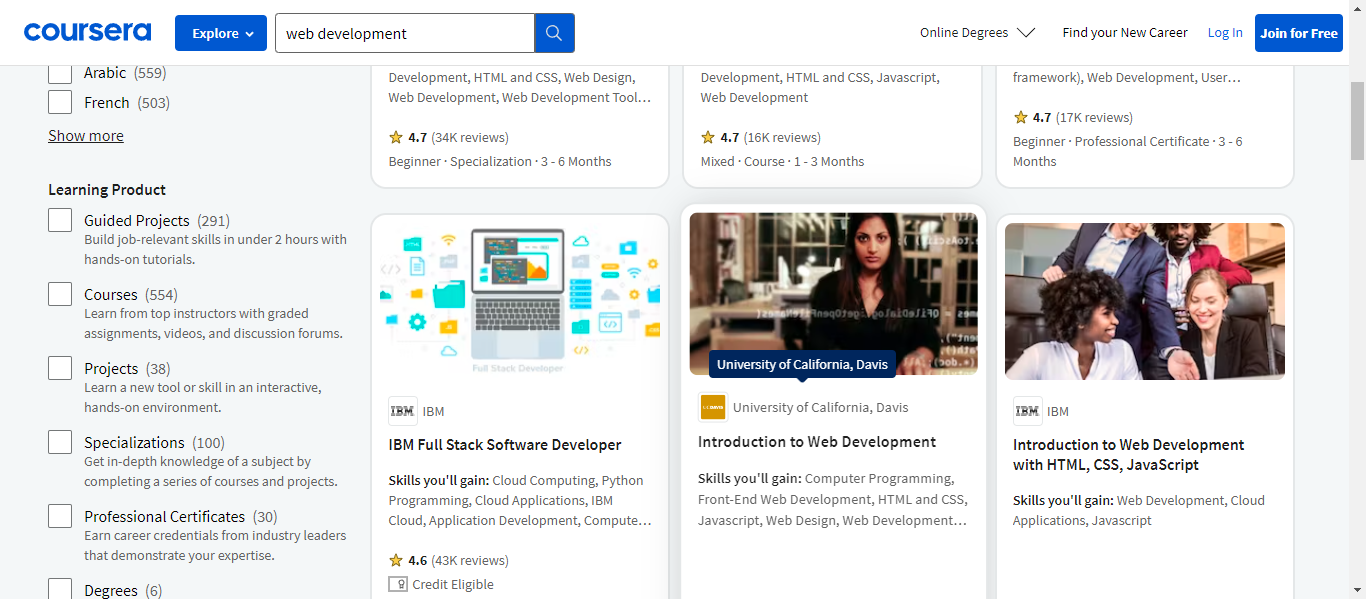 coursera
Explore
web development
Online Degrees
Find your New Career
Log In
Join for Free
Arabic (559)
French (503)
Show more
Learning Product
Guided Projects (291)
Build job-relevant skills in under 2 hours with
hands-on tutorials.
Courses (554)
Learn from top instructors with graded
assignments, videos, and discussion forums.
Projects (38)
Learn a new tool or skill in an interactive,
hands-on environment.
Specializations (100)
Get in-depth knowledge of a subject by
completing a series of courses and projects.
Professional Certificates (30)
Earn career credentials from industry leaders
that demonstrate your expertise.
Degrees (6)
Development, HTML and CSS, Web Design,
Web Development, Web Development Tool…
4.7 (34K reviews)
Beginner · Specialization · 3 - 6 Months
Development, HTML and CSS, Javascript,
Web Development
4.7 (16K reviews)
Mixed · Course · 1 - 3 Months
framework), Web Development, User…
4.7 (17K reviews)
Beginner · Professional Certificate · 3 - 6
Months
Full Stack Developer
IBM
IBM
IBM Full Stack Software Developer
Skills you'll gain: Cloud Computing, Python
Programming, Cloud Applications, IBM
Cloud, Application Development, Compute…
4.6 (43K reviews)
Credit Eligible
University of California, Davis
University of California, Davis
Introduction to Web Development
Skills you'll gain: Computer Programming,
Front-End Web Development, HTML and CSS,
Javascript, Web Design, Web Development…
IBM
IBM
Introduction to Web Development
with HTML, CSS, JavaScript
Skills you'll gain: Web Development, Cloud
Applications, Javascript